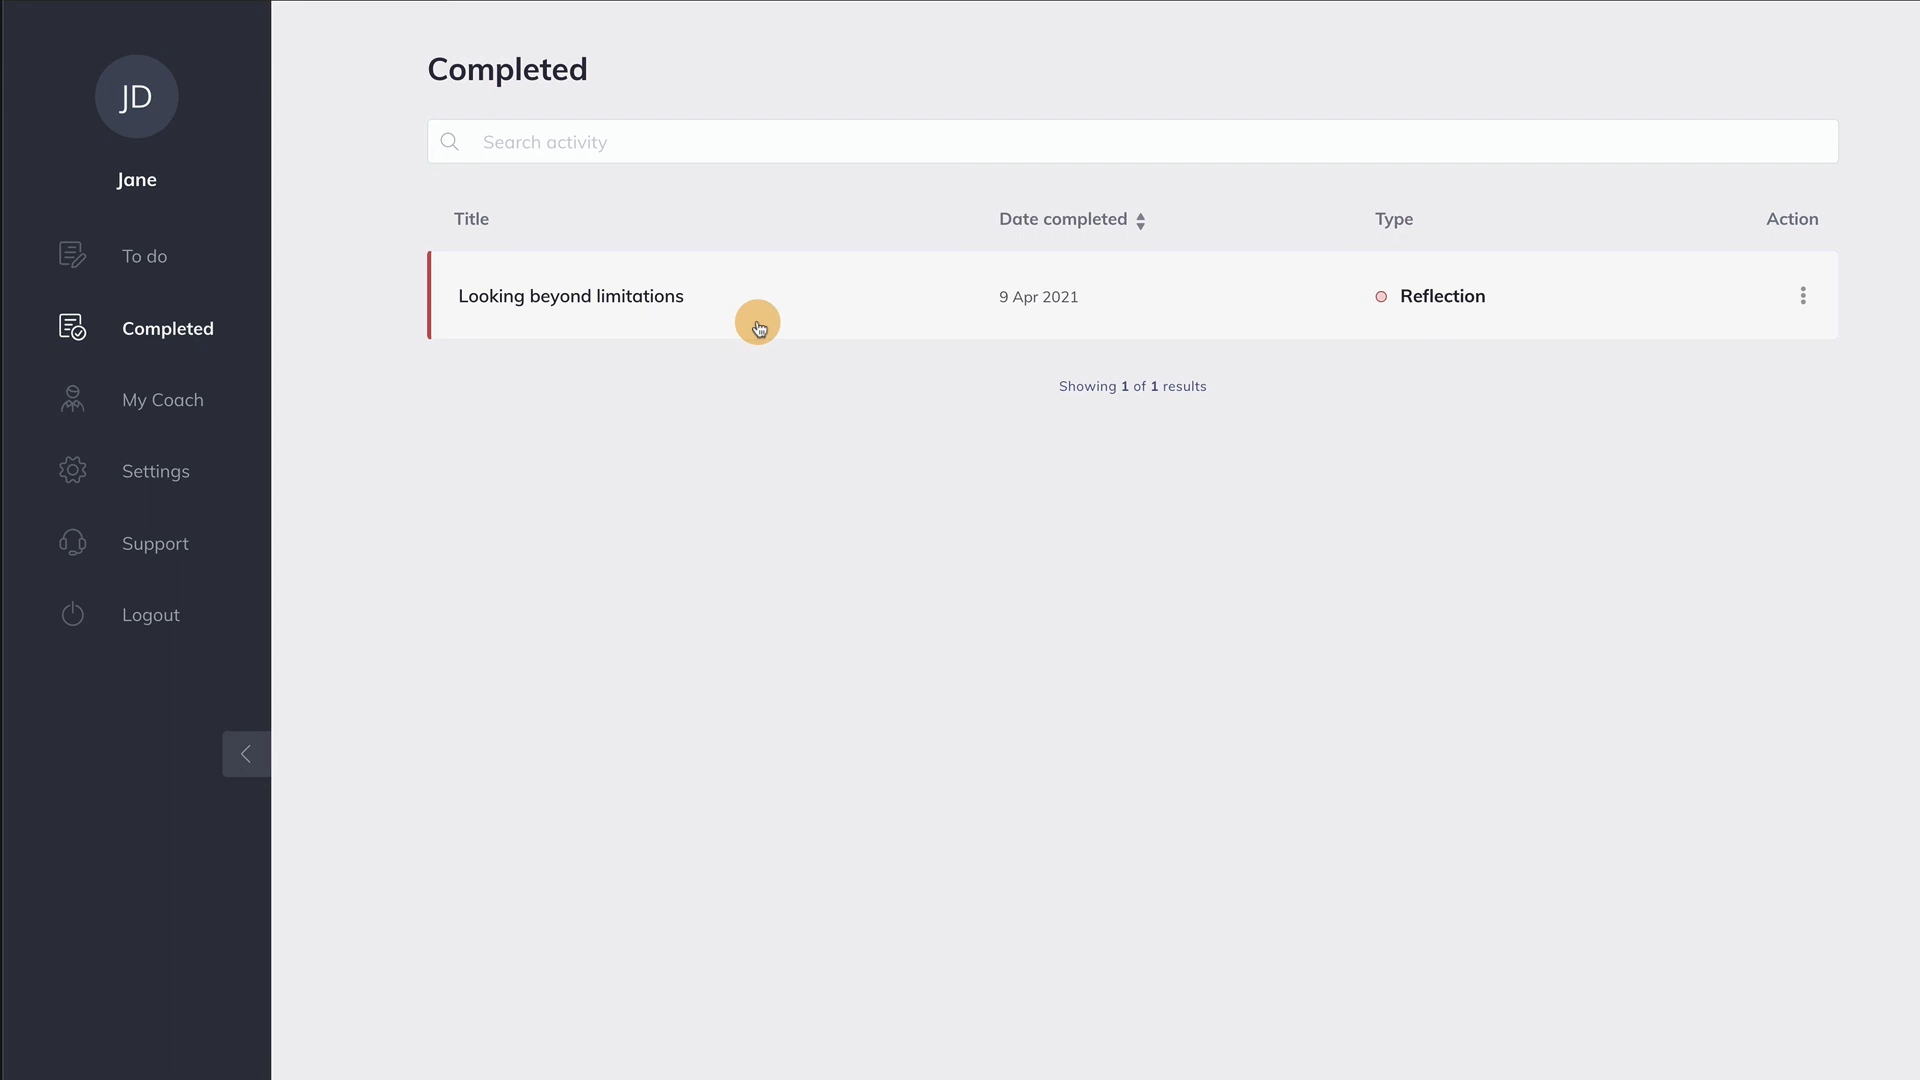 JD
Jane
To do
Completed
My Coach
Settings
Support
Logout
Completed
Search activity
Title Date completed Type Action
Looking beyond limitations 9 Apr 2021 Reflection
Showing 1 of 1 results